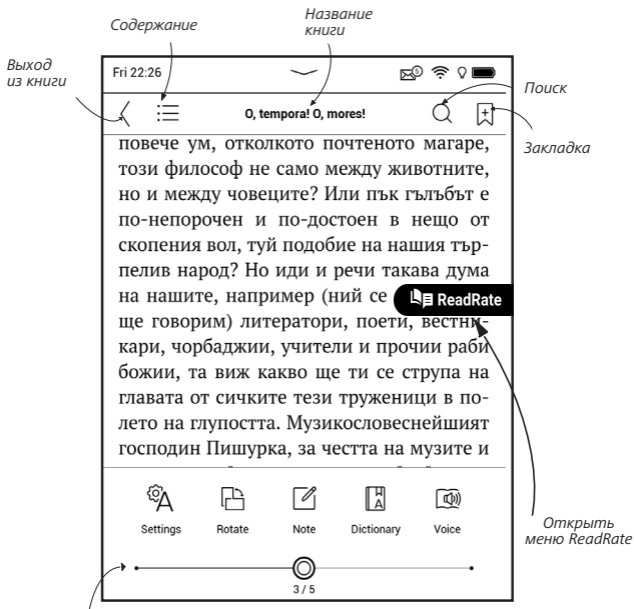 Название
книги
Содержание
Выход
из книги
Fri 22:26
5
Поиск
O, tempora! O, mores!
Закладка
повече ум, отколкото почтеното магаре,
този философ не само между животните,
но и между човеците? Или пък гълъбът е
по-непорочен и по-достоен в нещо от
скопения вол, туй подобие на нашия тър-
пелив народ? Но иди и речи такава дума
на нашите, например (ний се
ReadRate
ще говорим) литератори, поети, вестни-
кари, чорбаджии, учители и прочии раби
божии, та виж какво ще ти се струпа на
главата от сичките тези труженици в по-
лето на глупостта. Музикословеснейшият
господин Пишурка, за честта на музите и
Settings Rotate Note Dictionary Voice
Открыть
меню ReadRate
3 / 5